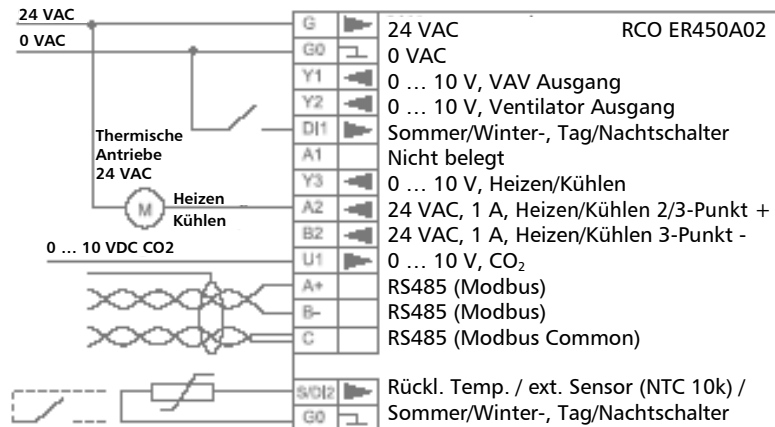 24 VAC
G
24 VAC RCO ER450A02
0 VAC
G0
0 VAC
Y1
0 … 10 V, VAV Ausgang
Y2
0 … 10 V, Ventilator Ausgang
DI1
Sommer/Winter-, Tag/Nachtschalter
Thermische
Antriebe
24 VAC
A1
Nicht belegt
Y3
0 … 10 V, Heizen/Kühlen
M
Heizen
Kühlen
A2
24 VAC, 1 A, Heizen/Kühlen 2/3-Punkt +
B2
24 VAC, 1 A, Heizen/Kühlen 3-Punkt -
0 … 10 VDC CO2
U1
0 … 10 V, CO₂
A+
RS485 (Modbus)
B-
RS485 (Modbus)
C
RS485 (Modbus Common)
S/DI2
Rückl. Temp. / ext. Sensor (NTC 10k) /
G0
Sommer/Winter-, Tag/Nachtschalter